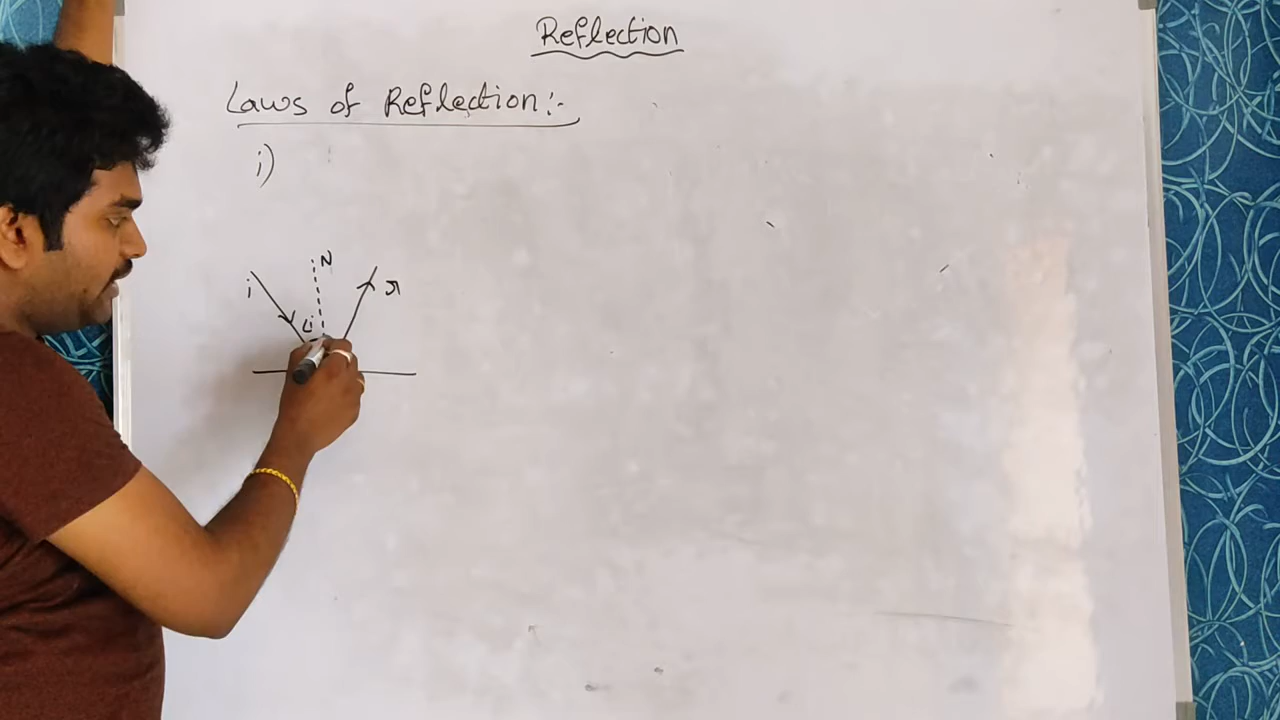 Reflection
Laws of Reflection:-
i)
N
i
r
∠i